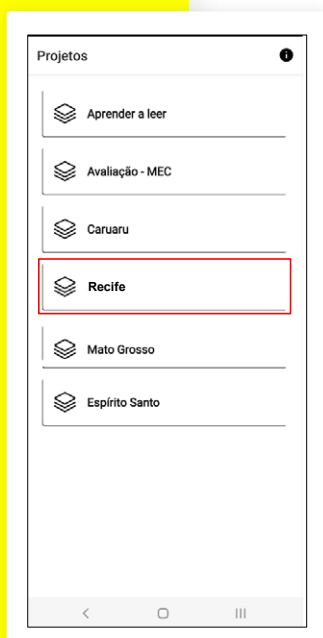 Projetos
Aprender a leer
Avaliação - MEC
Caruaru
Recife
Mato Grosso
Espírito Santo